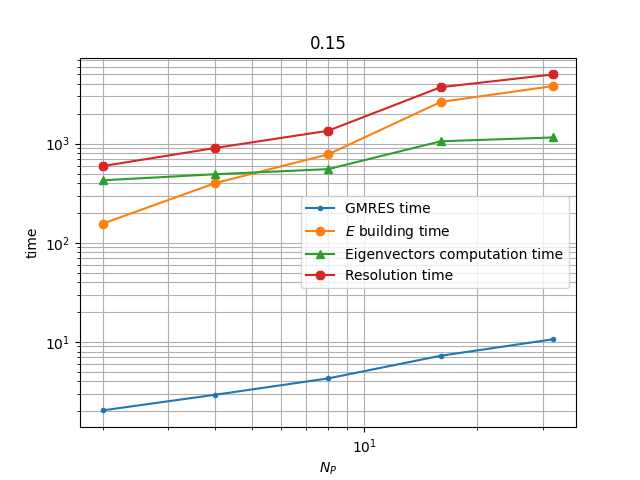 0.15
time
10³
10²
10¹
GMRES time
E building time
Eigenvectors computation time
Resolution time
10¹
N_P